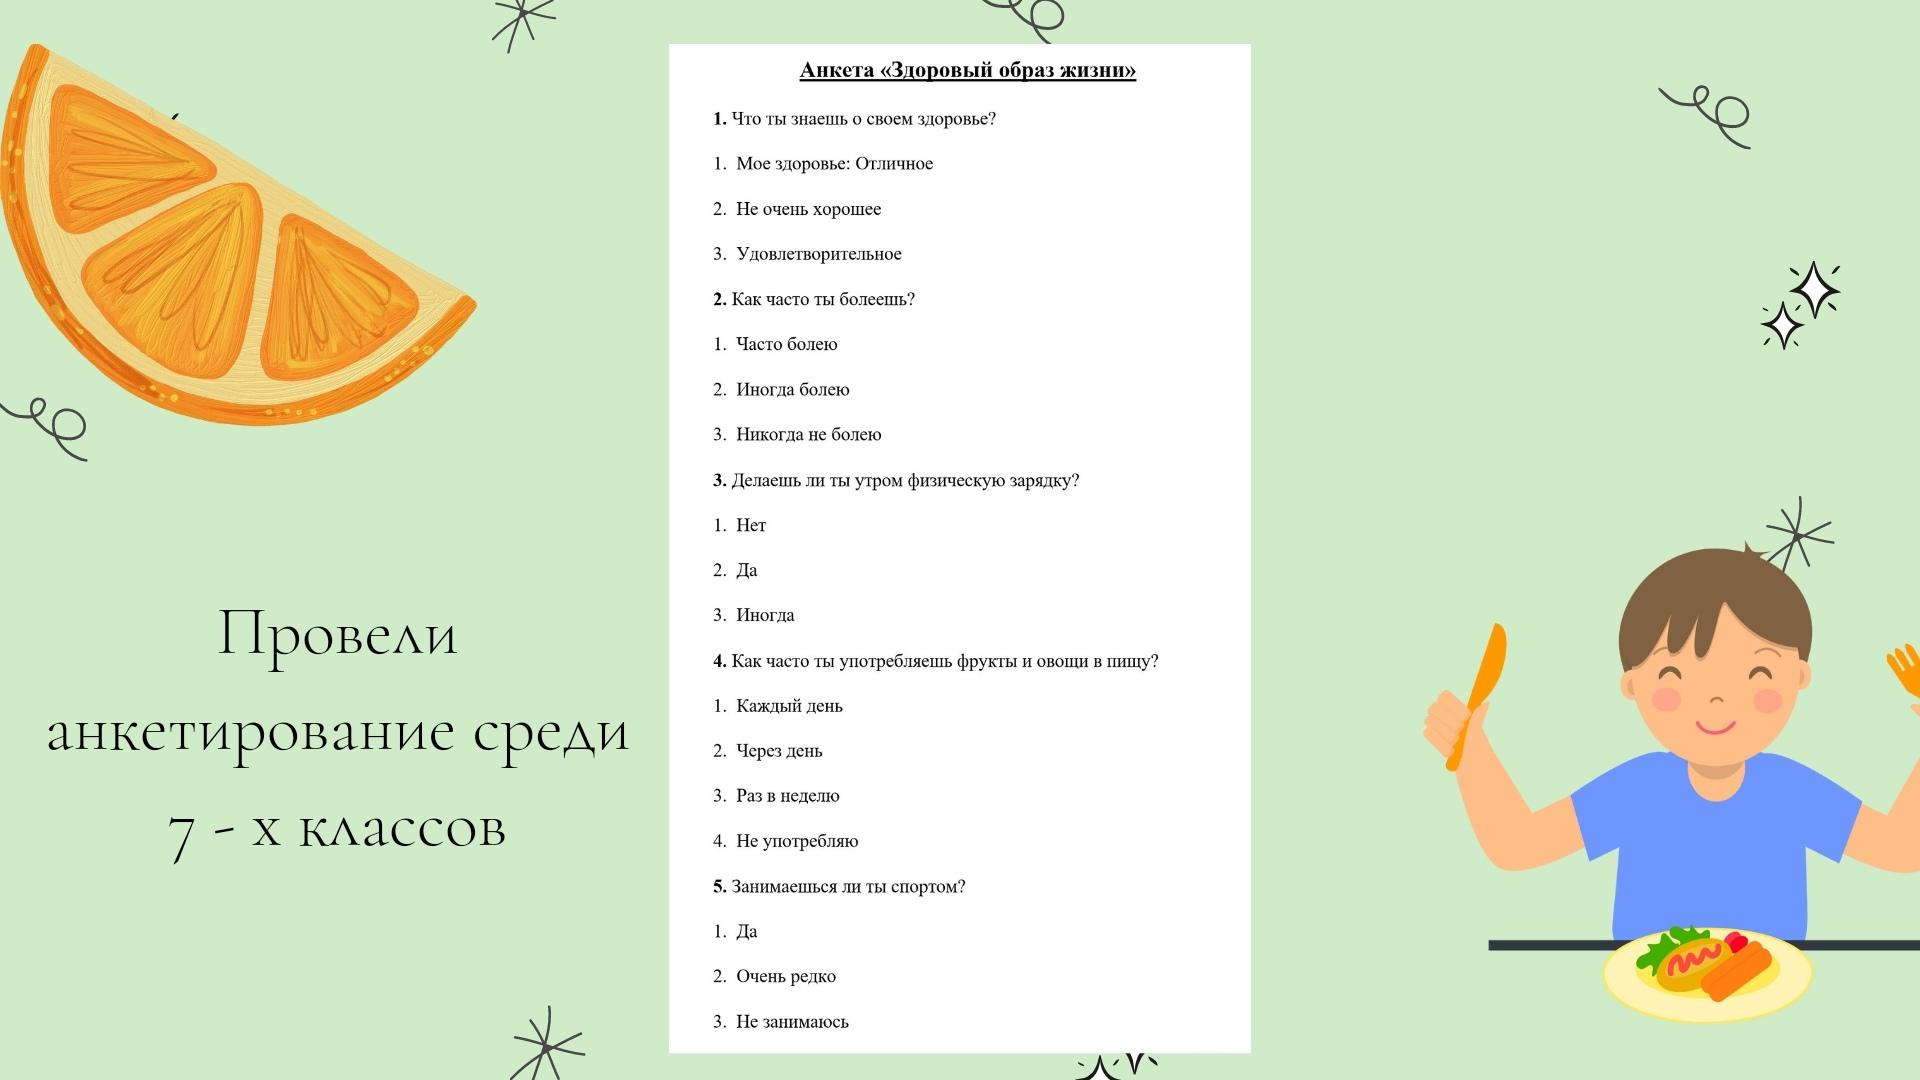 Провели
анкетирование среди
7 - х классов
Анкета «Здоровый образ жизни»
1. Что ты знаешь о своем здоровье?
1. Мое здоровье: Отличное
2. Не очень хорошее
3. Удовлетворительное
2. Как часто ты болеешь?
1. Часто болею
2. Иногда болею
3. Никогда не болею
3. Делаешь ли ты утром физическую зарядку?
1. Нет
2. Да
3. Иногда
4. Как часто ты употребляешь фрукты и овощи в пищу?
1. Каждый день
2. Через день
3. Раз в неделю
4. Не употребляю
5. Занимаешься ли ты спортом?
1. Да
2. Очень редко
3. Не занимаюсь